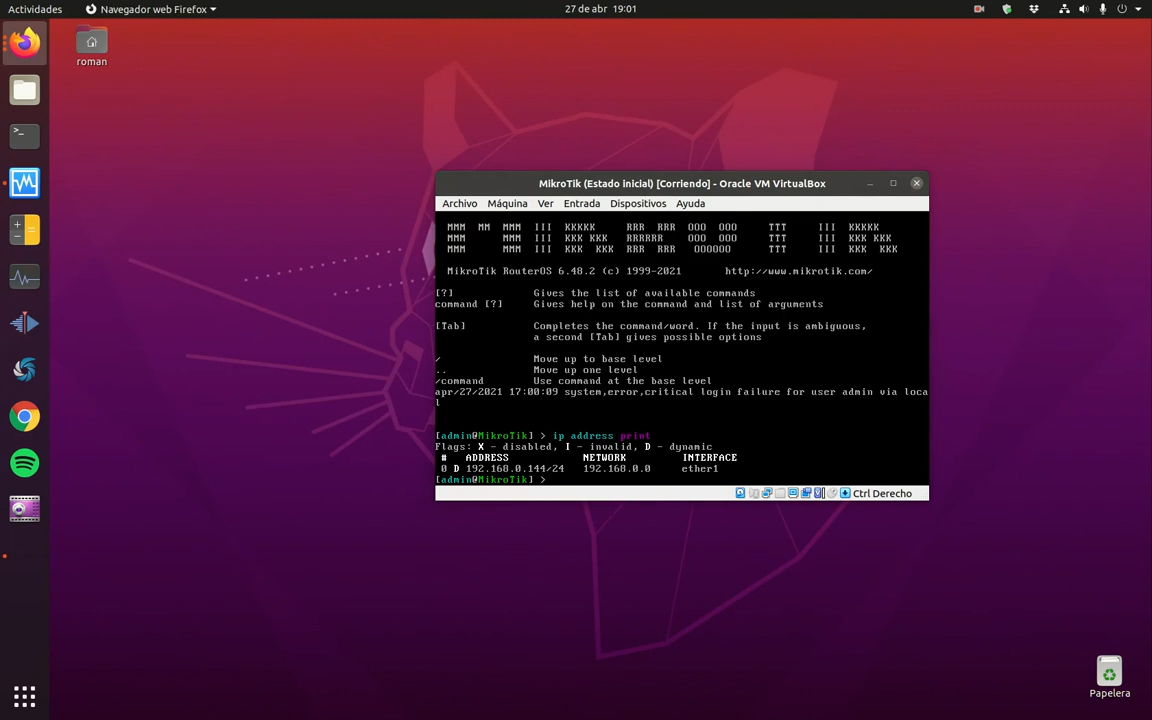 Actividades
Navegador web Firefox
27 de abr 19:01
roman
MikroTik (Estado inicial) [Corriendo] - Oracle VM VirtualBox
Archivo Máquina Ver Entrada Dispositivos Ayuda
MMM MM MMM III KKKKK RRR RRR OOO OOO TTT III KKKKK
MMM MMM III KKK KKK RRRRRR OOO OOO TTT III KKK KKK
MMM MMM III KKK KKK RRR RRR OOOOOO TTT III KKK KKK
MikroTik RouterOS 6.48.2 (c) 1999-2021 http://www.mikrotik.com/
[?] Gives the list of available commands
command [?] Gives help on the command and list of arguments
[Tab] Completes the command/word. If the input is ambiguous,
a second [Tab] gives possible options
/ Move up to base level
.. Move up one level
/command Use command at the base level
apr/27/2021 17:00:09 system,error,critical login failure for user admin via loca
l
[admin@MikroTik] > ip address print
Flags: X - disabled, I - invalid, D - dynamic
# ADDRESS NETWORK INTERFACE
0 D 192.168.0.144/24 192.168.0.0 ether1
[admin@MikroTik] >
Ctrl Derecho
Papelera